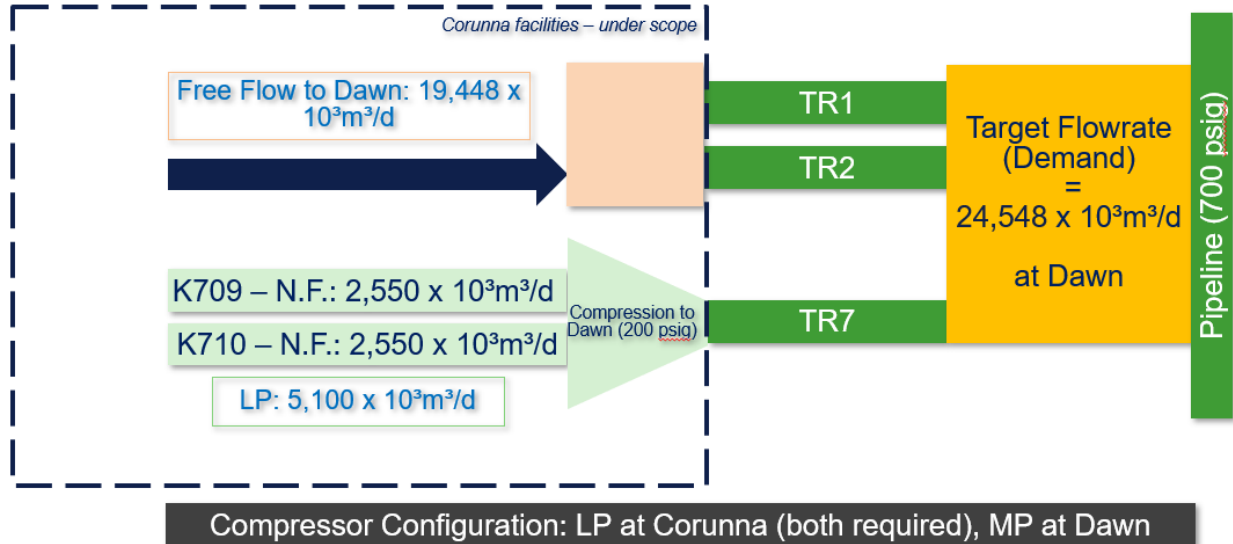 Corunna facilities – under scope
Free Flow to Dawn: 19,448 x
10³m³/d
TR1
TR2
Target Flowrate
(Demand)
=
24,548 x 10³m³/d
at Dawn
Pipeline (700 psig)
K709 – N.F.: 2,550 x 10³m³/d
K710 – N.F.: 2,550 x 10³m³/d
Compression to
Dawn (200 psig)
TR7
LP: 5,100 x 10³m³/d
Compressor Configuration: LP at Corunna (both required), MP at Dawn